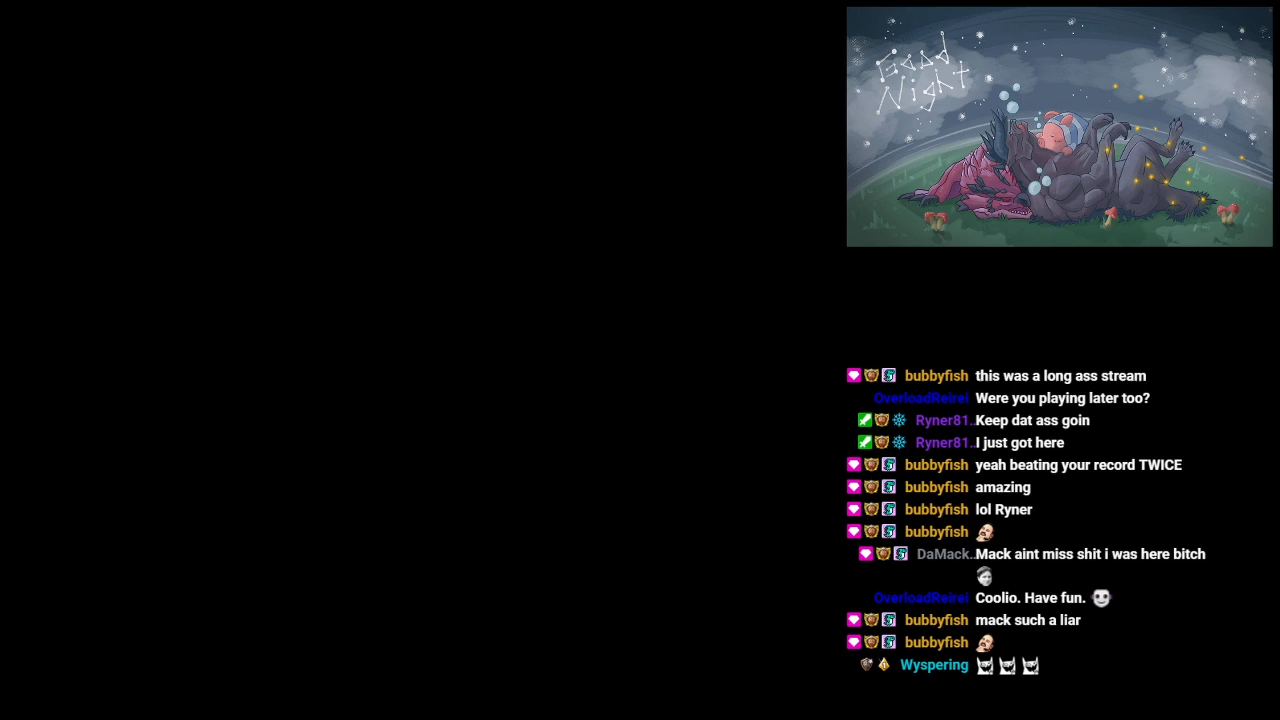 Good
Night
bubbyfish this was a long ass stream
OverloadReirei Were you playing later too?
Ryner81.. Keep dat ass goin
Ryner81.. I just got here
bubbyfish yeah beating your record TWICE
bubbyfish amazing
bubbyfish lol Ryner
bubbyfish
DaMack.. Mack aint miss shit i was here bitch
OverloadReirei Coolio. Have fun.
bubbyfish mack such a liar
bubbyfish
Wyspering